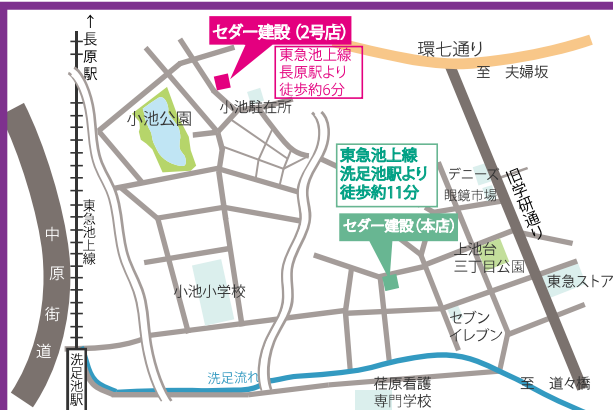 ↑長原駅
セダー建設(2号店)
東急池上線
長原駅より
徒歩約6分
環七通り
至 夫婦坂
小池公園
小池駐在所
東急池上線
洗足池駅より
徒歩約11分
デニーズ
眼鏡市場
旧学研通り
セダー建設(本店)
東急池上線
中原街道
上池台
三丁目公園
東急ストア
小池小学校
セブン
イレブン
洗足池駅
洗足流れ
荏原看護
専門学校
至 道々橋